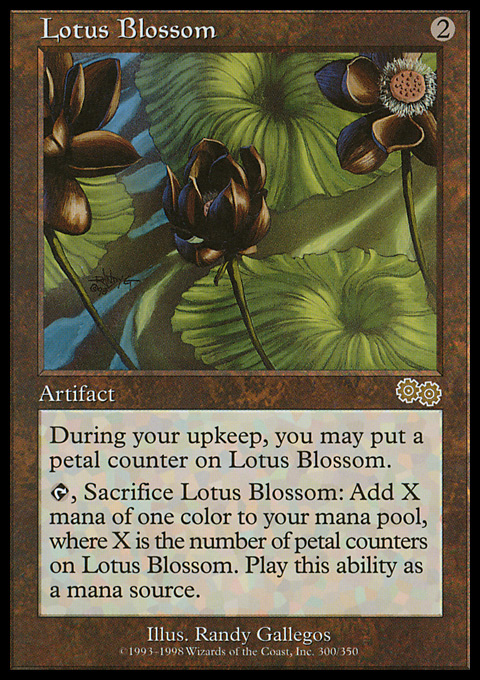 Lotus Blossom 2
Artifact
During your upkeep, you may put a
petal counter on Lotus Blossom.
, Sacrifice Lotus Blossom: Add X
mana of one color to your mana pool,
where X is the number of petal counters
on Lotus Blossom. Play this ability as
a mana source.
Illus. Randy Gallegos
©1993–1998 Wizards of the Coast, Inc. 300/350